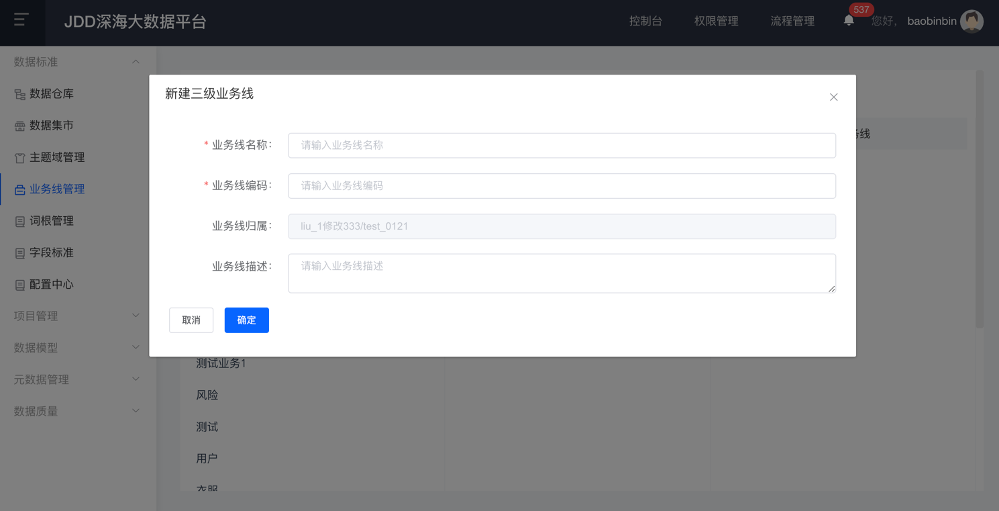 JDD深海大数据平台
控制台
权限管理
流程管理
537
您好, baobinbin
数据标准
数据仓库
数据集市
主题域管理
业务线管理
词根管理
字段标准
配置中心
项目管理
数据模型
元数据管理
数据质量
新建三级业务线
* 业务线名称:
请输入业务线名称
* 业务线编码:
请输入业务线编码
业务线归属:
liu_1修改333/test_0121
业务线描述:
请输入业务线描述
取消
确定
线
测试业务1
风险
测试
用户
衣服